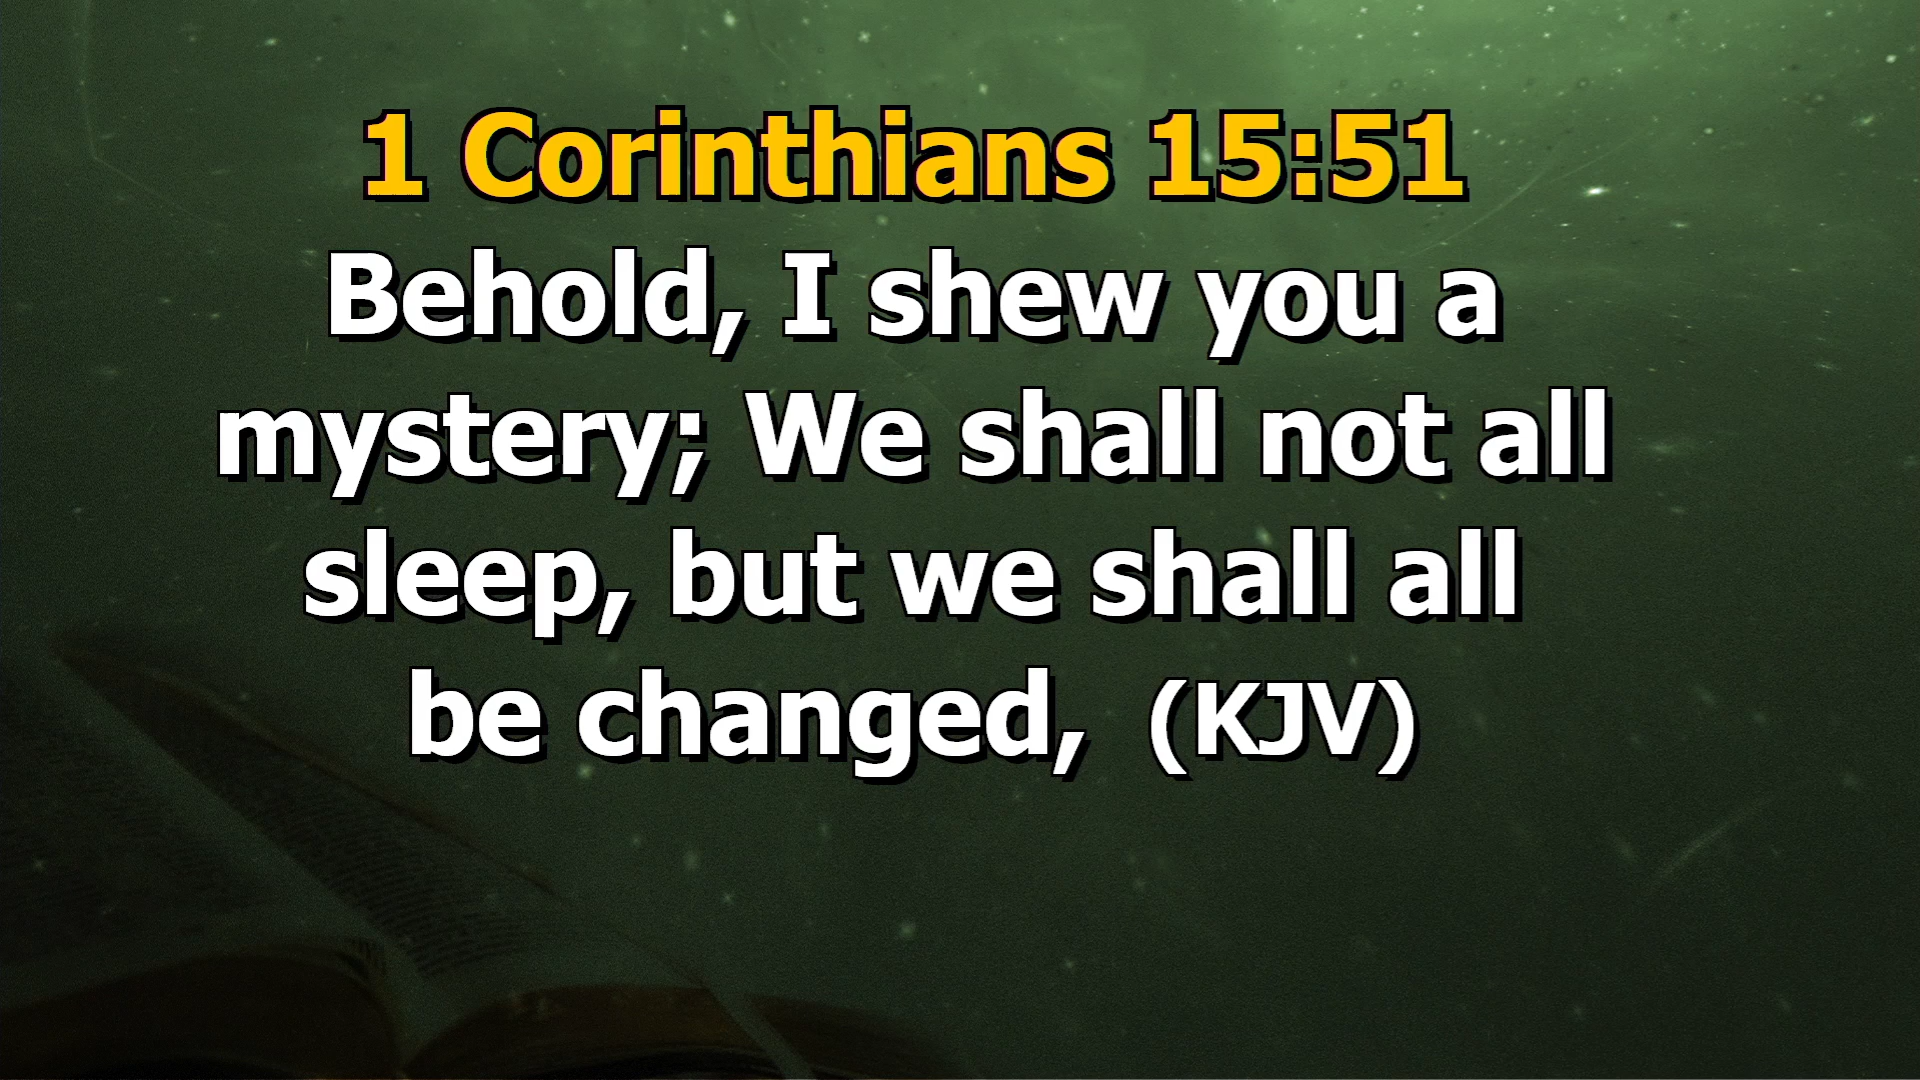 1 Corinthians 15:51
Behold, I shew you a
mystery; We shall not all
sleep, but we shall all
be changed,  (KJV)